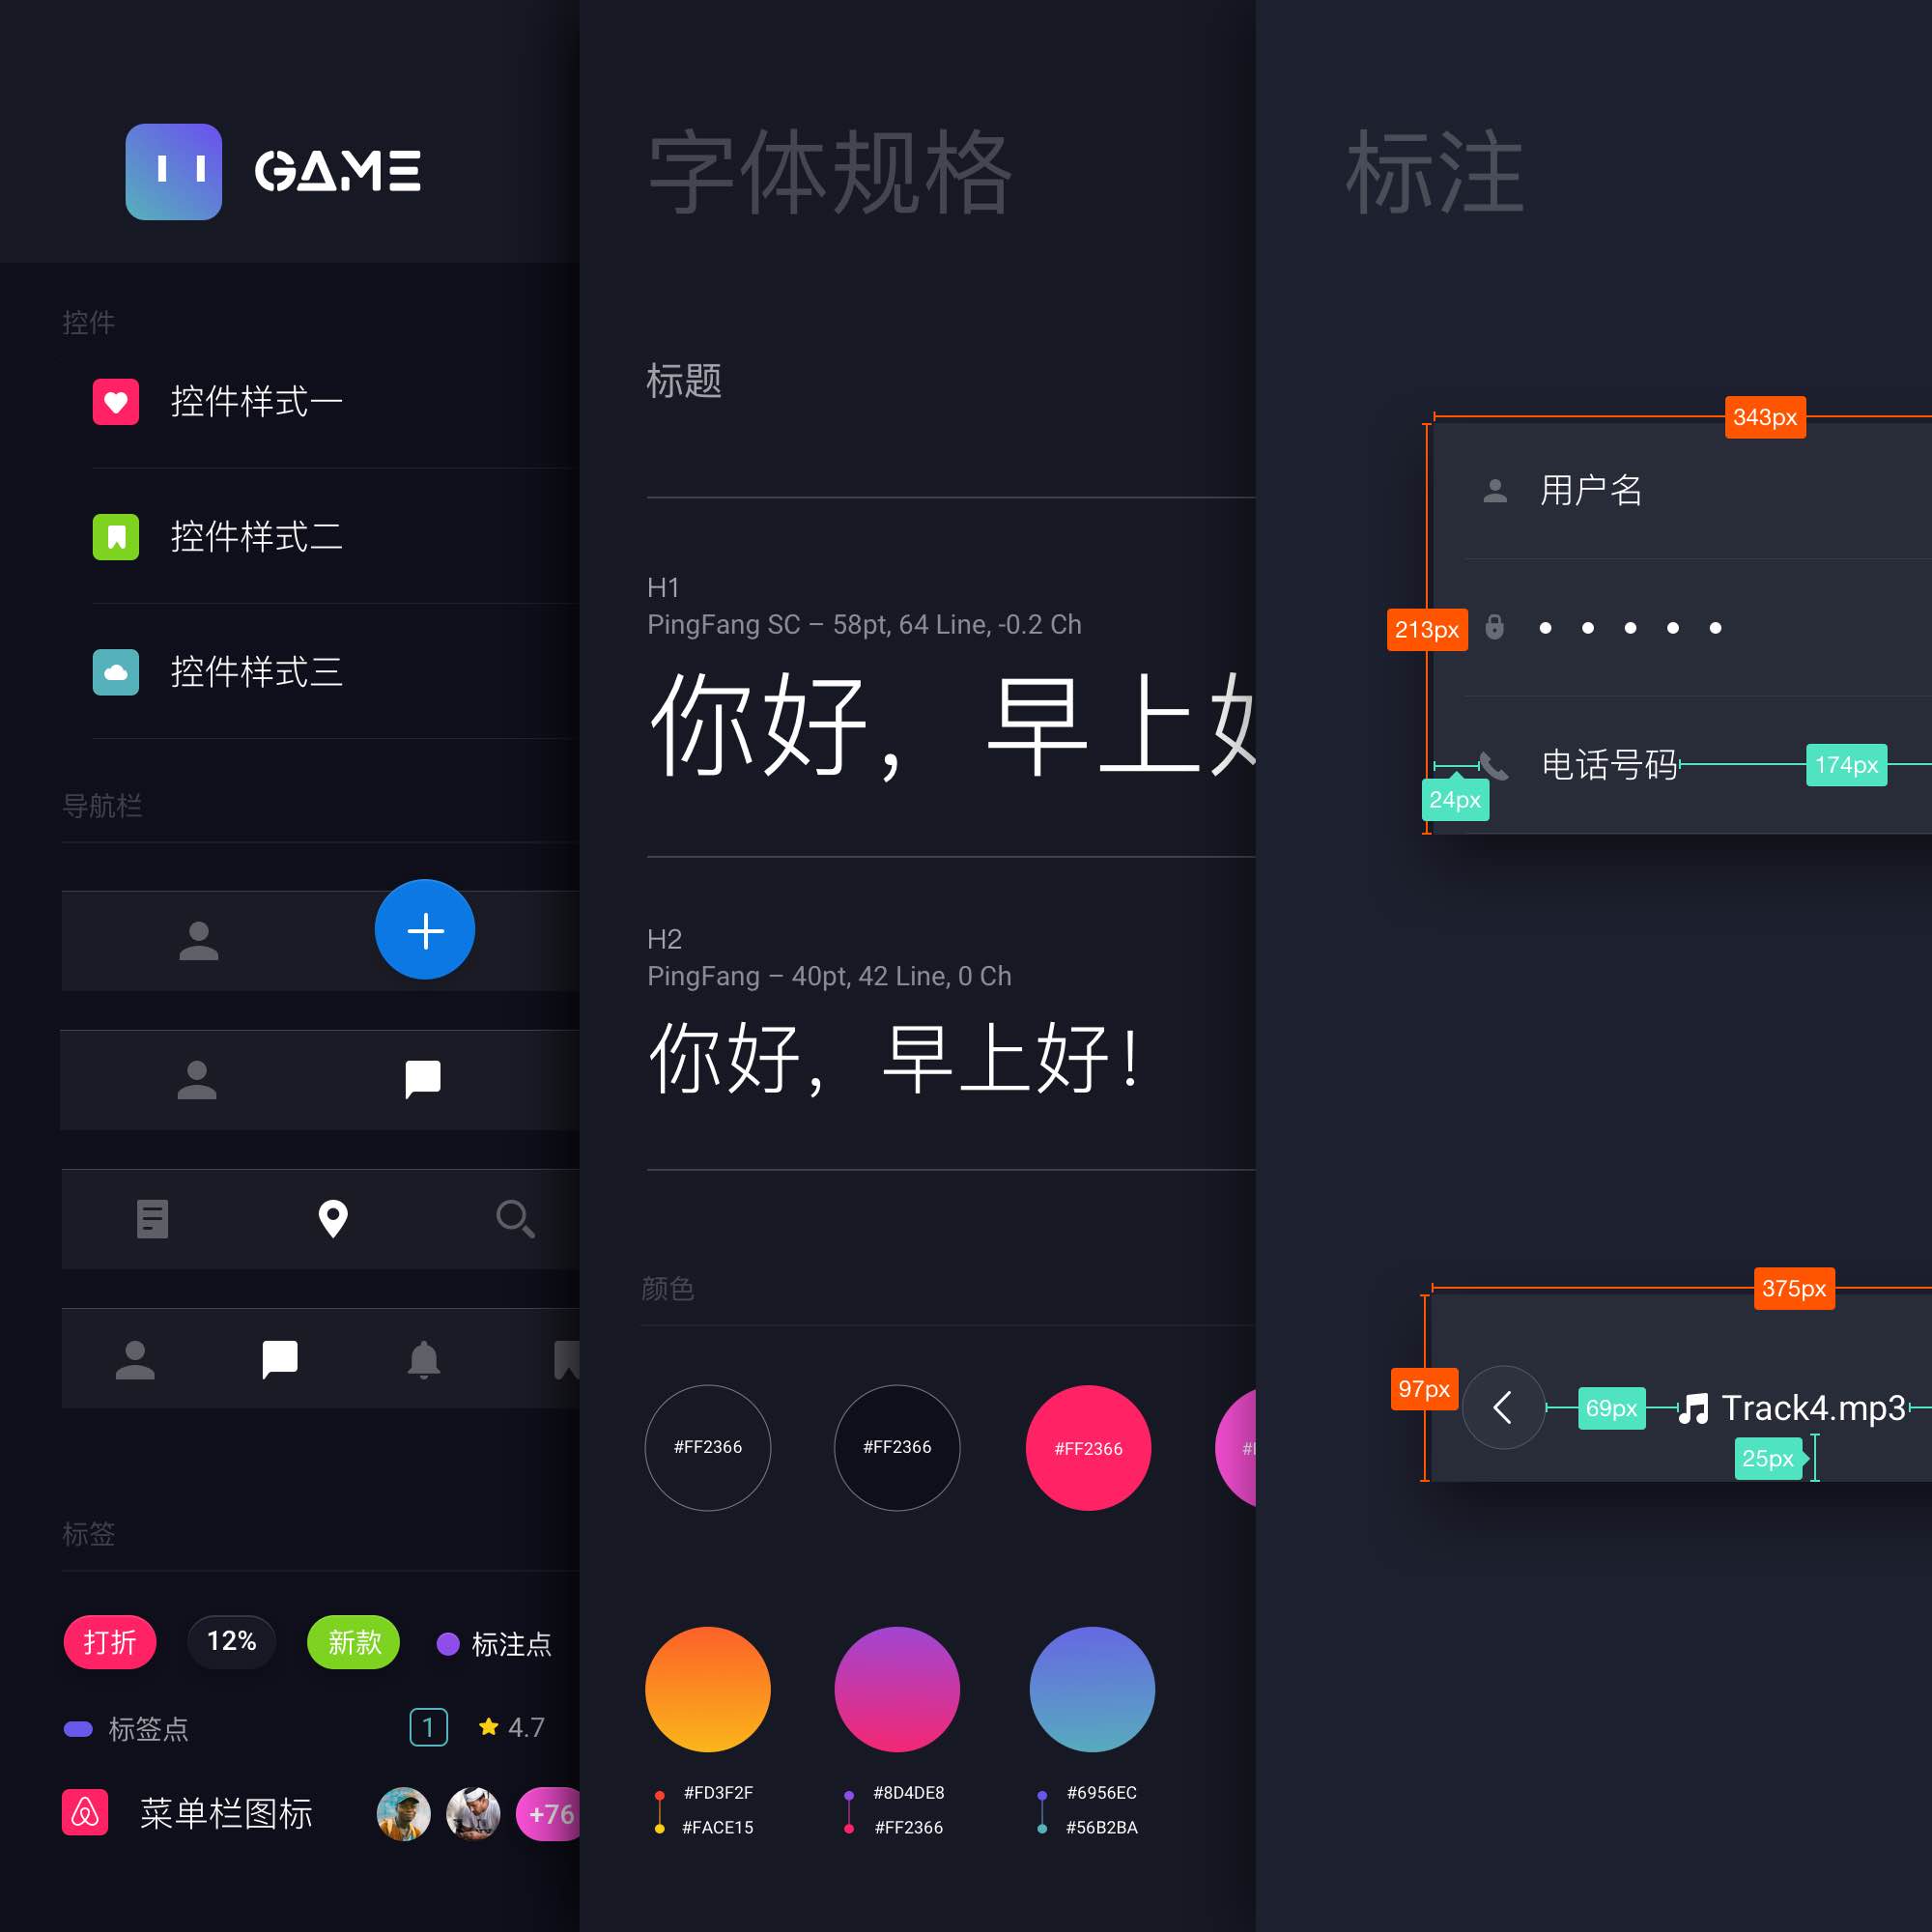 GAME
控件
控件样式一
控件样式二
控件样式三
导航栏
标签
打折
12%
新款
标注点
标签点
1
4.7
菜单栏图标
+76
字体规格
标题
H1
PingFang SC – 58pt, 64 Line, -0.2 Ch
你好，早上好
H2
PingFang – 40pt, 42 Line, 0 Ch
你好，早上好！
颜色
#FF2366
#FF2366
#FF2366
#FD3F2F
#FACE15
#8D4DE8
#FF2366
#6956EC
#56B2BA
标注
343px
用户名
213px
电话号码
174px
24px
375px
97px
69px
Track4.mp3
25px